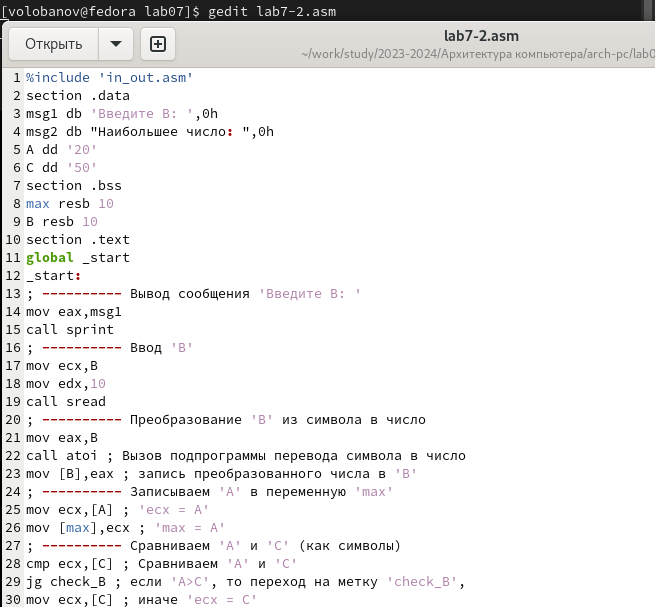 [volobanov@fedora lab07]$ gedit lab7-2.asm
Открыть
lab7-2.asm
~/work/study/2023-2024/Архитектура компьютера/arch-pc/lab0
1 %include 'in_out.asm'
2 section .data
3 msg1 db 'Введите B: ',0h
4 msg2 db "Наибольшее число: ",0h
5 A dd '20'
6 C dd '50'
7 section .bss
8 max resb 10
9 B resb 10
10 section .text
11 global _start
12 _start:
13 ; ---------- Вывод сообщения 'Введите B: '
14 mov eax,msg1
15 call sprint
16 ; ---------- Ввод 'B'
17 mov ecx,B
18 mov edx,10
19 call sread
20 ; ---------- Преобразование 'B' из символа в число
21 mov eax,B
22 call atoi ; Вызов подпрограммы перевода символа в число
23 mov [B],eax ; запись преобразованного числа в 'B'
24 ; ---------- Записываем 'A' в переменную 'max'
25 mov ecx,[A] ; 'ecx = A'
26 mov [max],ecx ; 'max = A'
27 ; ---------- Сравниваем 'A' и 'С' (как символы)
28 cmp ecx,[C] ; Сравниваем 'A' и 'С'
29 jg check_B ; если 'A>C', то переход на метку 'check_B',
30 mov ecx,[C] ; иначе 'ecx = C'